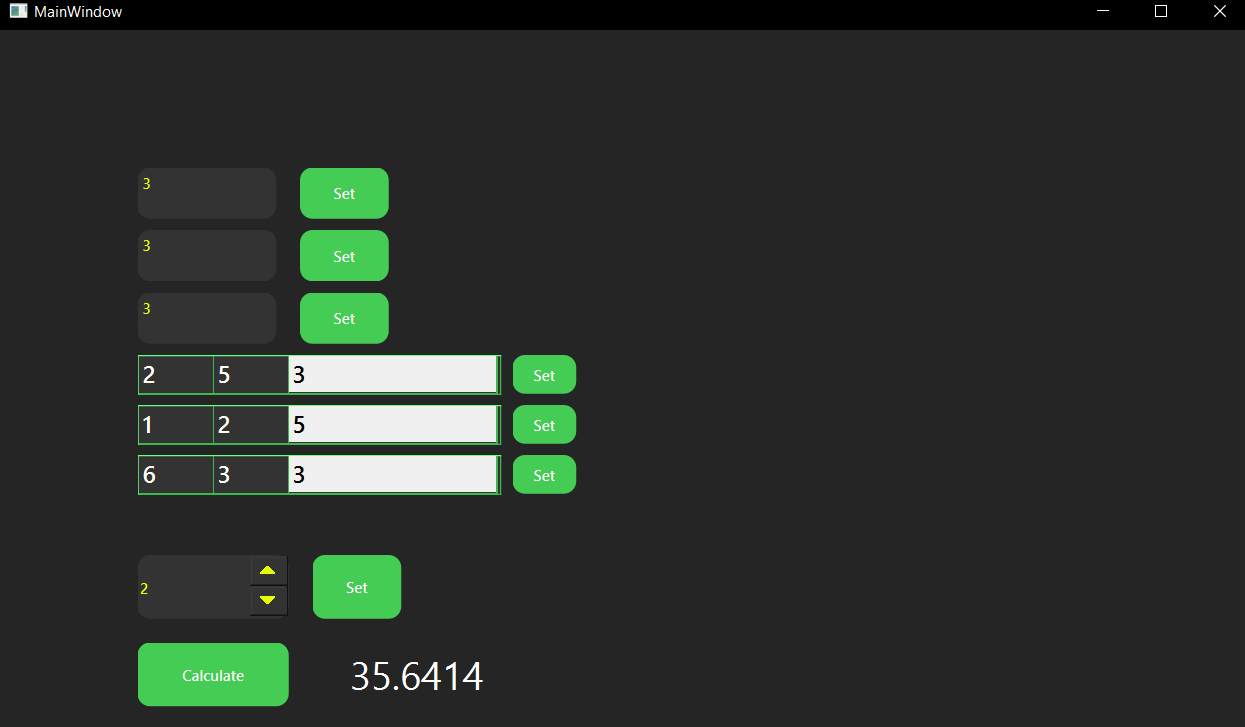 MainWindow
3 Set
3 Set
3 Set
2 5 3 Set
1 2 5 Set
6 3 3 Set
2 Set
Calculate 35.6414